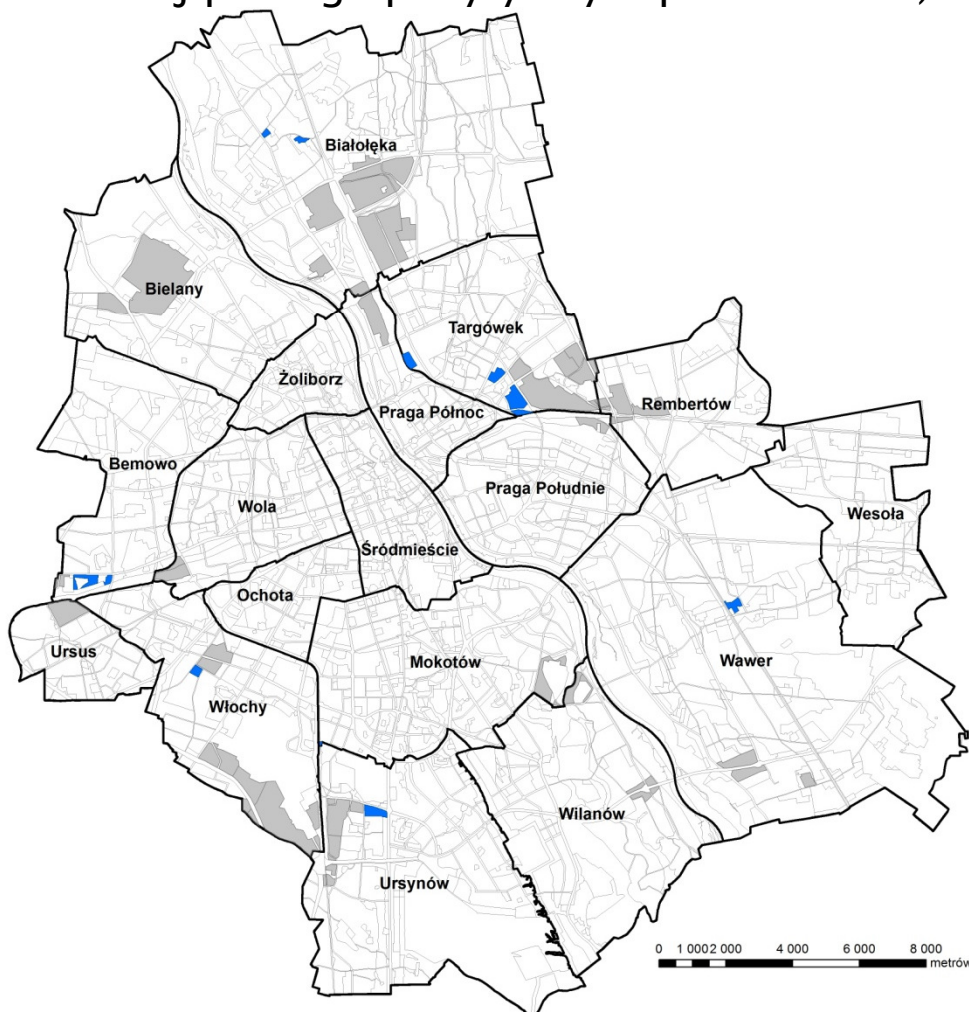 Białołęka
Bielany
Targówek
Żoliborz
Rembertów
Praga Północ
Bemowo
Praga Południe
Wola
Wesoła
Śródmieście
Ochota
Ursus
Mokotów
Wawer
Włochy
Wilanów
Ursynów
0 1 000 2 000 4 000 6 000 8 000
metrów